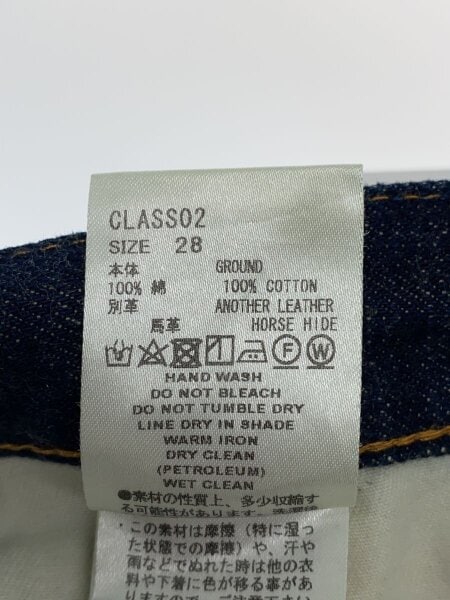 CLASS02
SIZE 28
本体 GROUND
100% 綿 100% COTTON
別革 ANOTHER LEATHER
馬革 HORSE HIDE
F W
HAND WASH
DO NOT BLEACH
DO NOT TUMBLE DRY
LINE DRY IN SHADE
WARM IRON
DRY CLEAN
(PETROLEUM)
WET CLEAN
●素材の性質上、多少収縮す
る可能性があります。
・この素材は摩擦（特に湿っ
た状態での摩擦）や、汗や
雨などでぬれた時は他の衣
料や下着に色が移る事があ